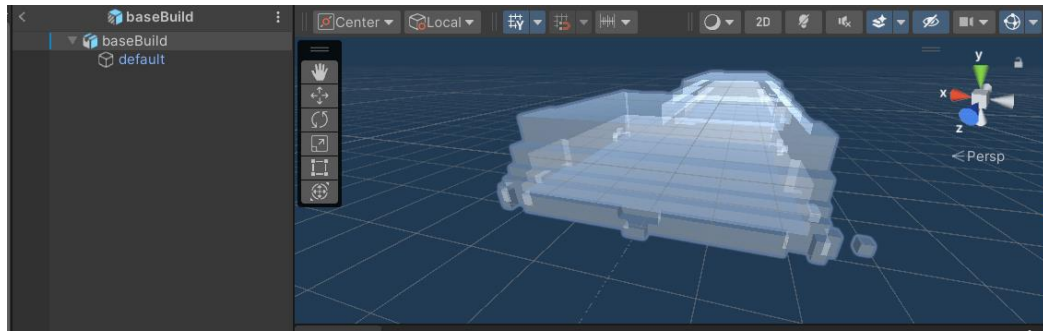 baseBuild
baseBuild
default
Center
Local
2D
y
x
z
Persp